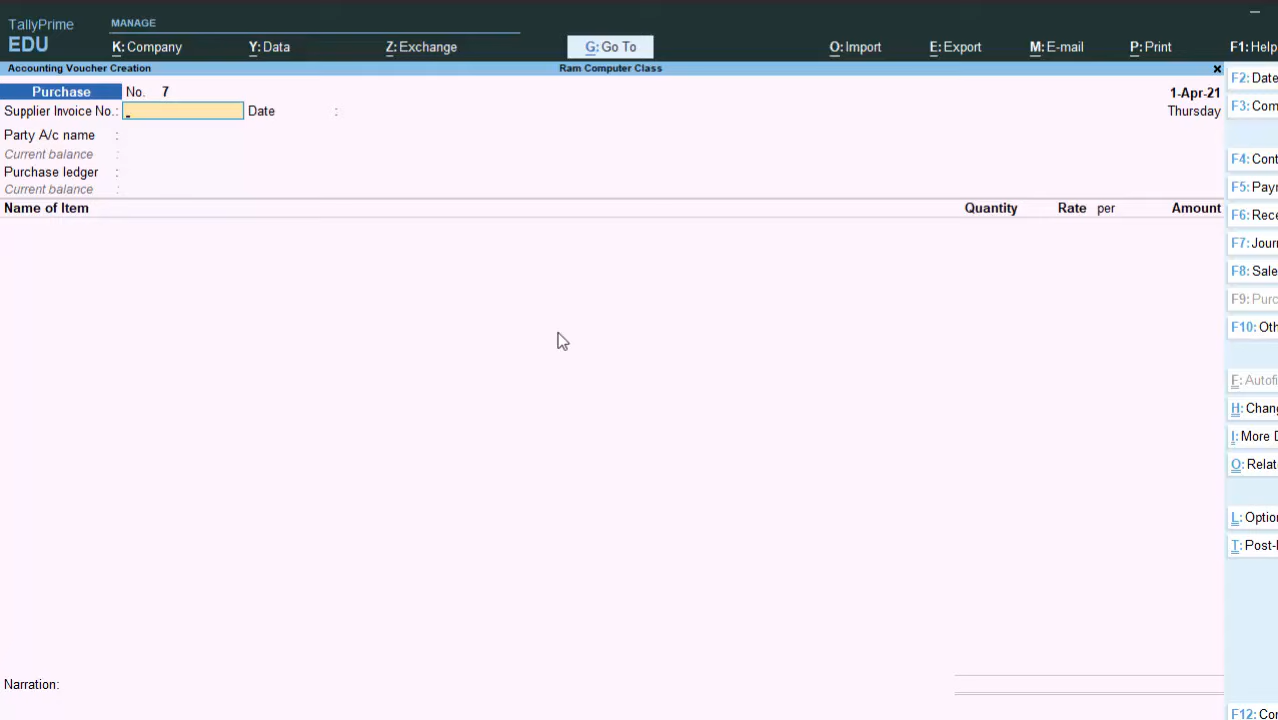 TallyPrime
EDU
MANAGE
K: Company Y: Data Z: Exchange G: Go To O: Import E: Export M: E-mail P: Print F1: Help
Accounting Voucher Creation Ram Computer Class
Purchase No. 7 1-Apr-21
Supplier Invoice No.: Date : Thursday
Party A/c name :
Current balance :
Purchase ledger :
Current balance :
Name of Item Quantity Rate per Amount
Narration:
F2: Date
F3: Com
F4: Cont
F5: Payr
F6: Rece
F7: Jour
F8: Sale
F9: Purc
F10: Oth
F: Autofi
H: Chang
I: More D
O: Relat
L: Optio
T: Post-
F12: Co